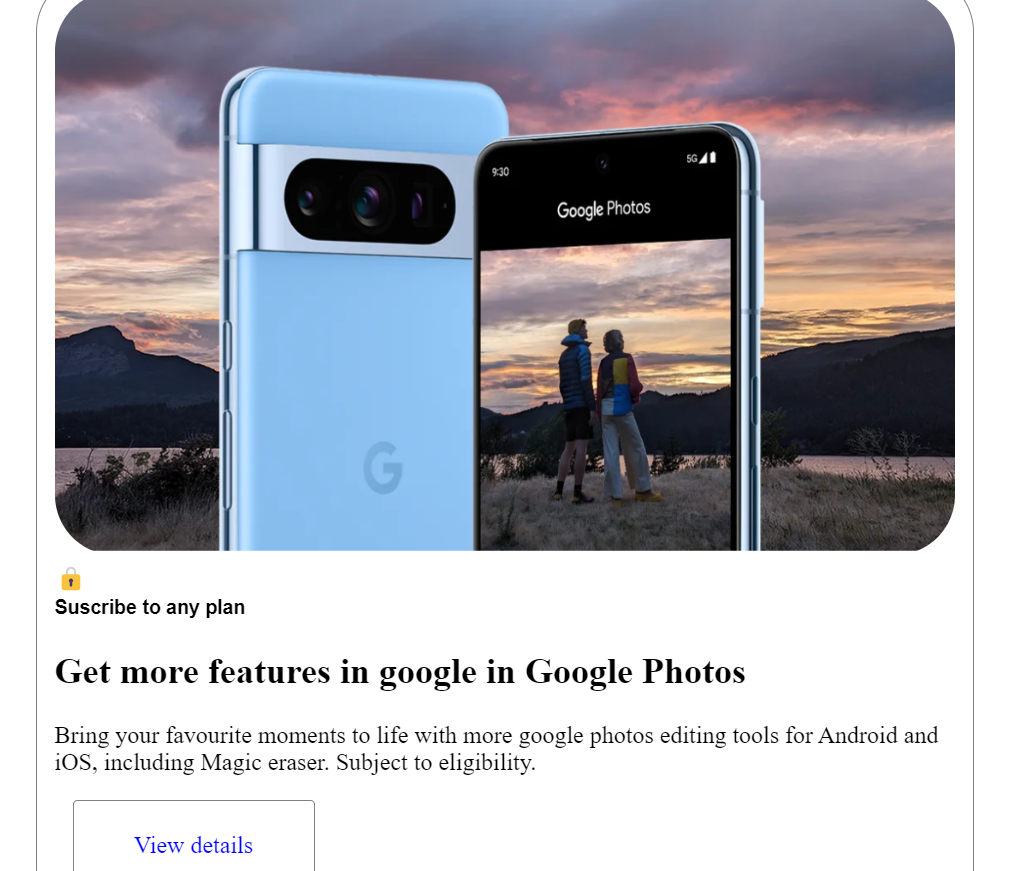 9:30 5G
Google Photos
G
Suscribe to any plan
Get more features in google in Google Photos
Bring your favourite moments to life with more google photos editing tools for Android and
iOS, including Magic eraser. Subject to eligibility.
View details